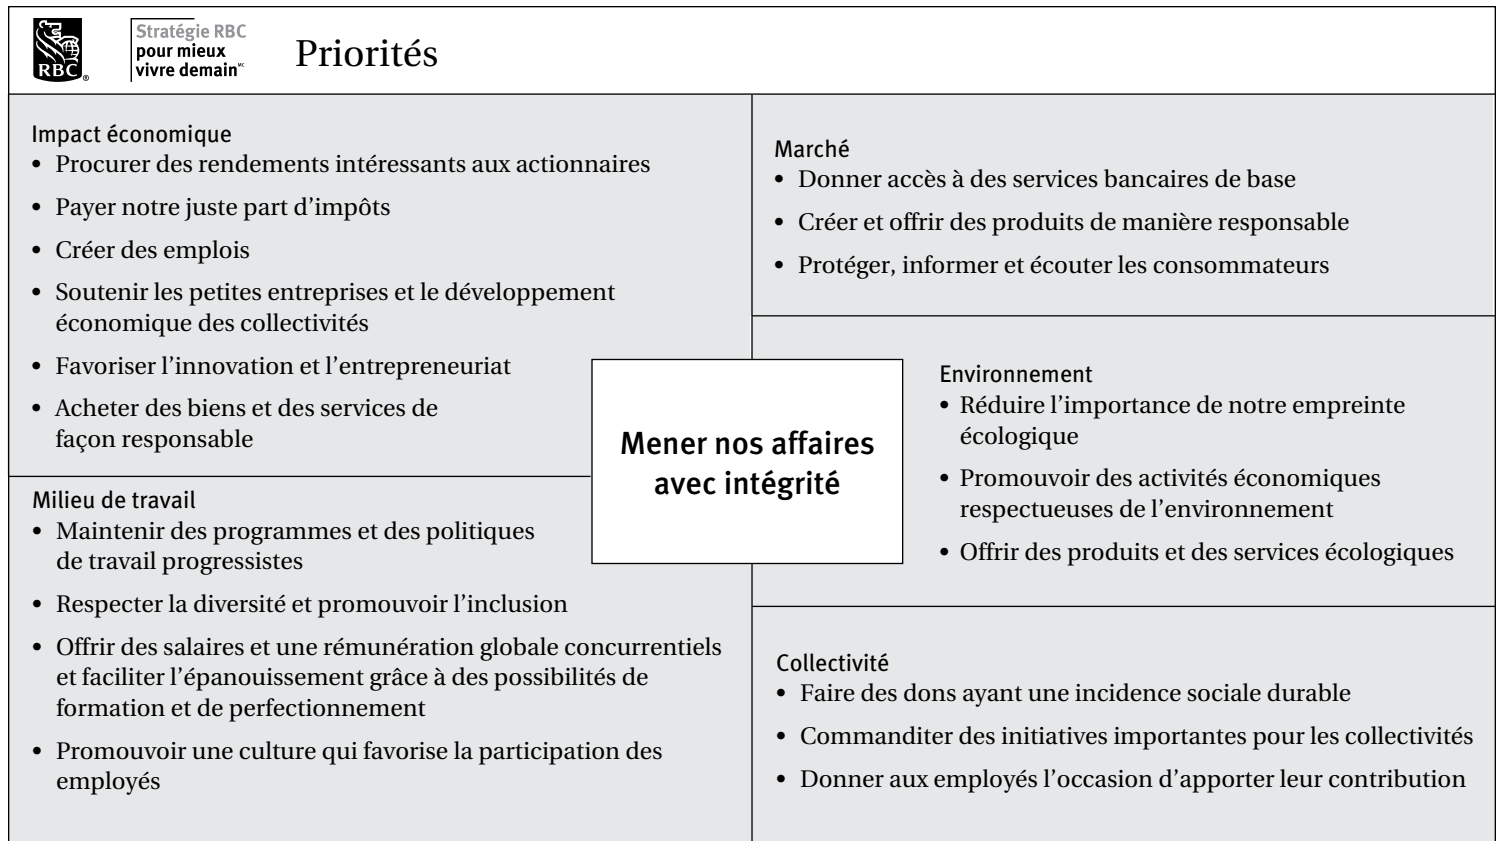 RBC
®
Stratégie RBC
pour mieux
vivre demain MC
Priorités
Impact économique
• Procurer des rendements intéressants aux actionnaires
• Payer notre juste part d’impôts
• Créer des emplois
• Soutenir les petites entreprises et le développement
économique des collectivités
• Favoriser l’innovation et l’entrepreneuriat
• Acheter des biens et des services de
façon responsable
Milieu de travail
• Maintenir des programmes et des politiques
de travail progressistes
• Respecter la diversité et promouvoir l’inclusion
• Offrir des salaires et une rémunération globale concurrentiels
et faciliter l’épanouissement grâce à des possibilités de
formation et de perfectionnement
• Promouvoir une culture qui favorise la participation des
employés
Mener nos affaires
avec intégrité
Marché
• Donner accès à des services bancaires de base
• Créer et offrir des produits de manière responsable
• Protéger, informer et écouter les consommateurs
Environnement
• Réduire l’importance de notre empreinte
écologique
• Promouvoir des activités économiques
respectueuses de l’environnement
• Offrir des produits et des services écologiques
Collectivité
• Faire des dons ayant une incidence sociale durable
• Commanditer des initiatives importantes pour les collectivités
• Donner aux employés l’occasion d’apporter leur contribution